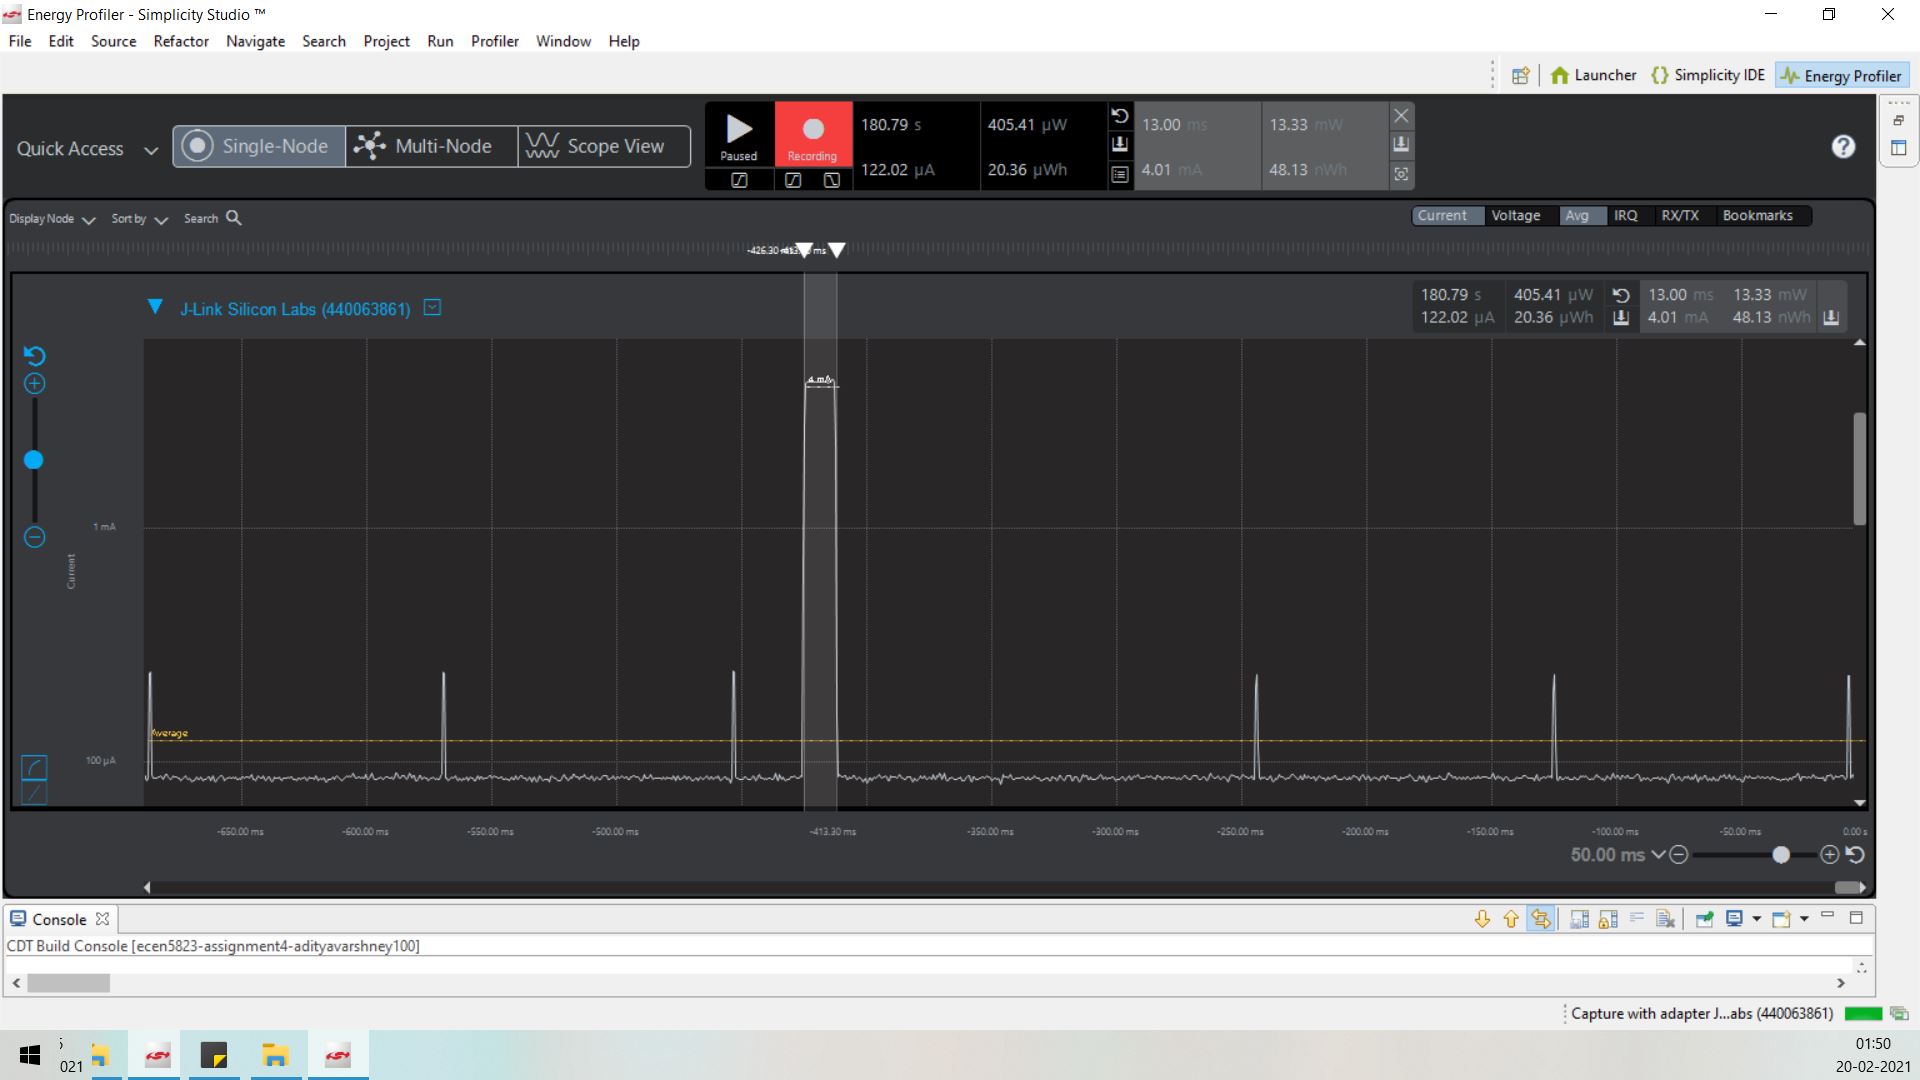 Energy Profiler - Simplicity Studio ™
File Edit Source Refactor Navigate Search Project Run Profiler Window Help
Launcher Simplicity IDE Energy Profiler
Quick Access Single-Node Multi-Node Scope View
Paused Recording
180.79 s 405.41 µW 13.00 ms 13.33 mW
122.02 µA 20.36 µWh 4.01 mA 48.13 nWh
Display Node Sort by Search
Current Voltage Avg IRQ RX/TX Bookmarks
-426.30 ms
J-Link Silicon Labs (440063861)
180.79 s 405.41 µW 13.00 ms 13.33 mW
122.02 µA 20.36 µWh 4.01 mA 48.13 nWh
4 mA
1 mA
Current
Average
100 µA
-650.00 ms -600.00 ms -550.00 ms -500.00 ms -413.30 ms -350.00 ms -300.00 ms -250.00 ms -200.00 ms -150.00 ms -100.00 ms -50.00 ms 0.00 s
50.00 ms
Console
CDT Build Console [ecen5823-assignment4-adityavarshney100]
Capture with adapter J...abs (440063861)
021
01:50
20-02-2021